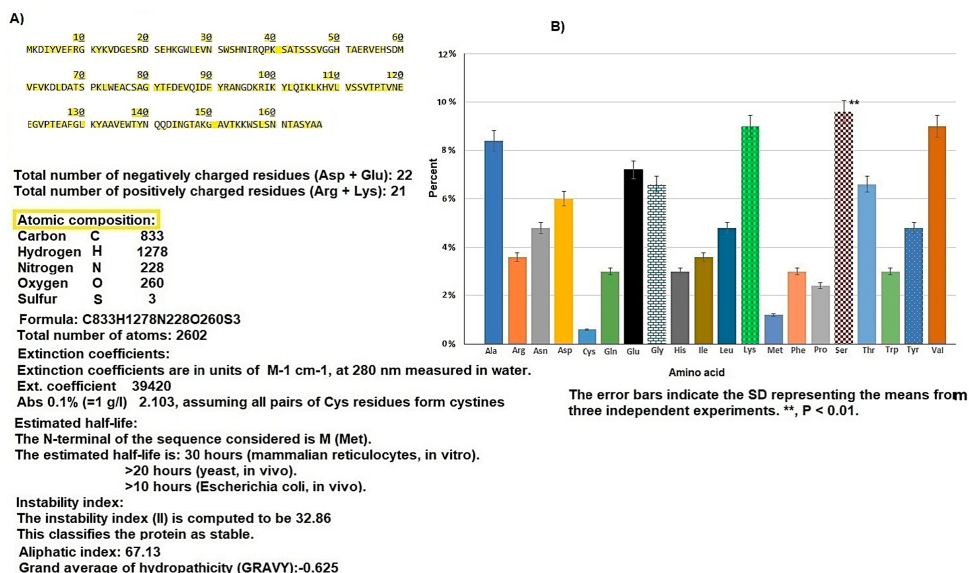 A)
10 20 30 40 50 60
MKDIYVEFRG KYKVDGESRD SEHKGWLEVN SWSHNIRQPK SATSSSVGGH TAERVEHSDM
70 80 90 100 110 120
VFVKDLDATS PKLWEACSAG YTFDEVQIDF YRANGDKRIK YLQIKLKHVL VSSVTPTVNE
130 140 150 160
EGVPTEAFGL KYAAVEWTYN QQDINGTAKG AVTKKWSLSN NTASYAA
Total number of negatively charged residues (Asp + Glu): 22
Total number of positively charged residues (Arg + Lys): 21
Atomic composition:
Carbon C 833
Hydrogen H 1278
Nitrogen N 228
Oxygen O 260
Sulfur S 3
Formula: C833H1278N228O260S3
Total number of atoms: 2602
Extinction coefficients:
Extinction coefficients are in units of M-1 cm-1, at 280 nm measured in water.
Ext. coefficient 39420
Abs 0.1% (=1 g/l) 2.103, assuming all pairs of Cys residues form cystines
Estimated half-life:
The N-terminal of the sequence considered is M (Met).
The estimated half-life is: 30 hours (mammalian reticulocytes, in vitro).
>20 hours (yeast, in vivo).
>10 hours (Escherichia coli, in vivo).
Instability index:
The instability index (II) is computed to be 32.86
This classifies the protein as stable.
Aliphatic index: 67.13
Grand average of hydropathicity (GRAVY):-0.625
B)
12%
10%
8%
6%
4%
2%
0%
Percent
**
Ala Arg Asn Asp Cys Gln Glu Gly His Ile Leu Lys Met Phe Pro Ser Thr Trp Tyr Val
Amino acid
The error bars indicate the SD representing the means from
three independent experiments. **, P < 0.01.